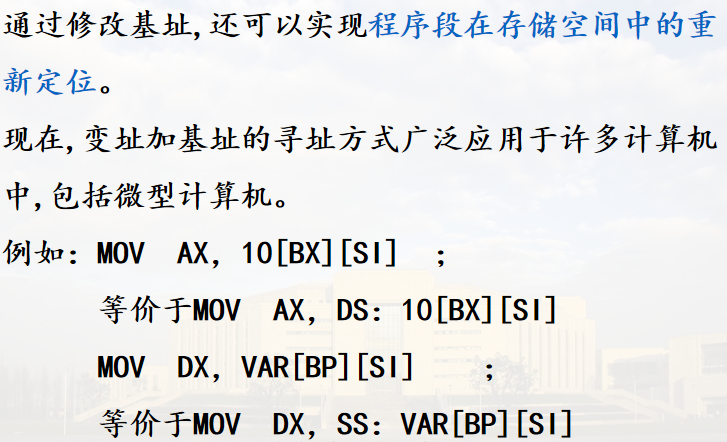 通过修改基址,还可以实现程序段在存储空间中的重
新定位。
现在,变址加基址的寻址方式广泛应用于许多计算机
中,包括微型计算机。
例如：MOV AX, 10[BX][SI] ；
等价于MOV AX, DS：10[BX][SI]
MOV DX, VAR[BP][SI] ；
等价于MOV DX, SS：VAR[BP][SI]